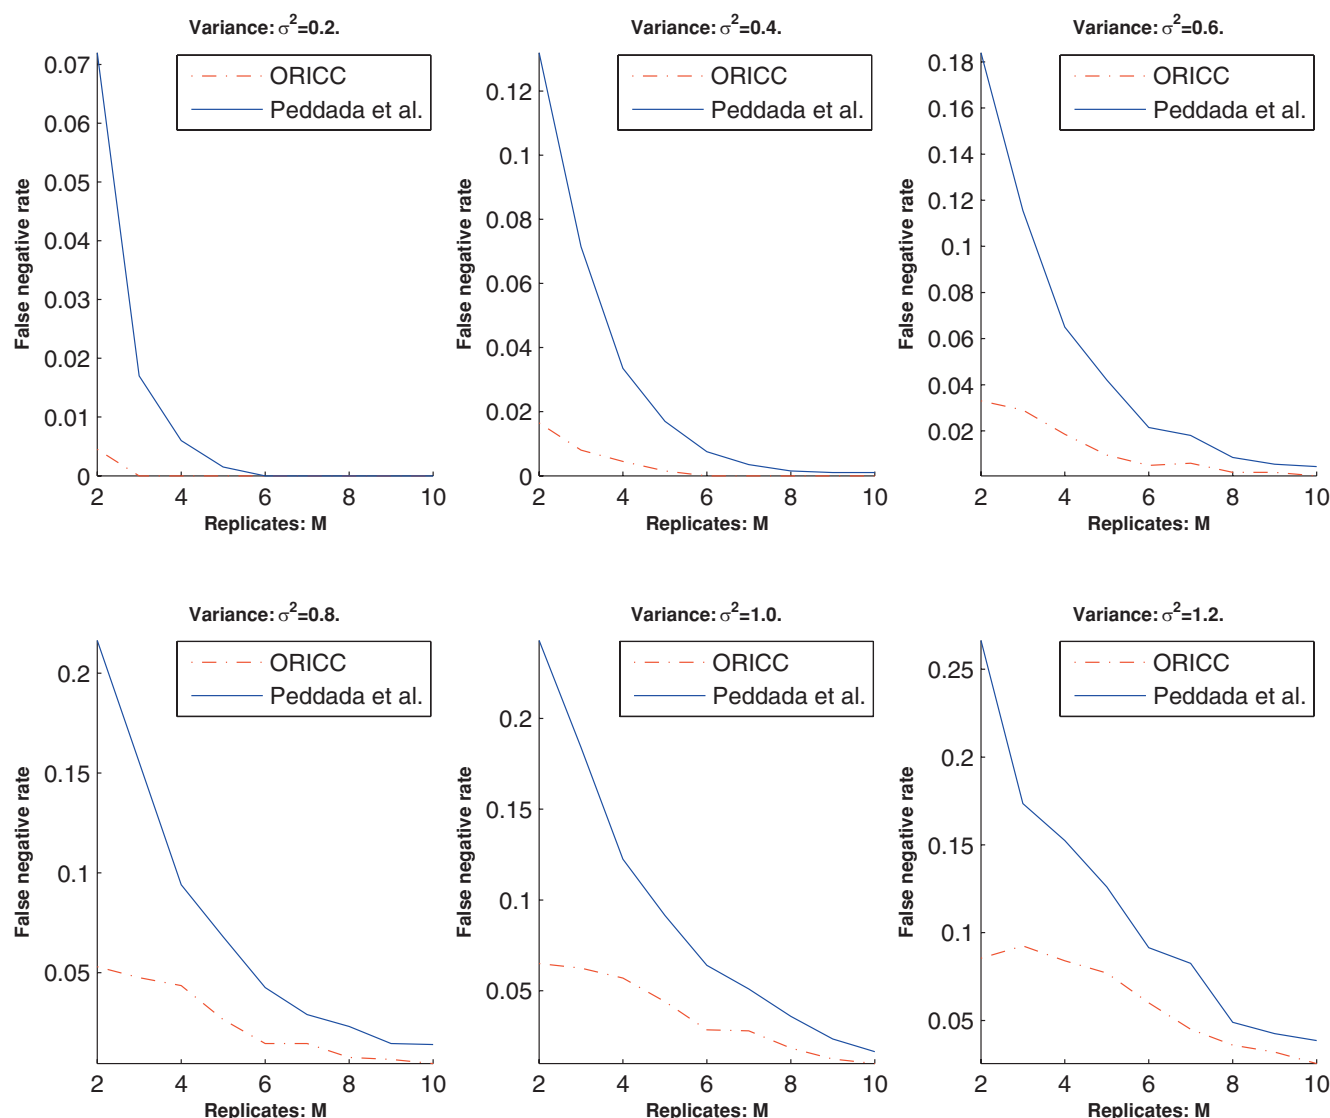 Variance: σ²=0.2.
ORICC
Peddada et al.
0.07
0.06
0.05
0.04
0.03
0.02
0.01
0
False negative rate
2 4 6 8 10
Replicates: M
Variance: σ²=0.4.
ORICC
Peddada et al.
0.12
0.1
0.08
0.06
0.04
0.02
0
False negative rate
2 4 6 8 10
Replicates: M
Variance: σ²=0.6.
ORICC
Peddada et al.
0.18
0.16
0.14
0.12
0.1
0.08
0.06
0.04
0.02
False negative rate
2 4 6 8 10
Replicates: M
Variance: σ²=0.8.
ORICC
Peddada et al.
0.2
0.15
0.1
0.05
False negative rate
2 4 6 8 10
Replicates: M
Variance: σ²=1.0.
ORICC
Peddada et al.
0.2
0.15
0.1
0.05
False negative rate
2 4 6 8 10
Replicates: M
Variance: σ²=1.2.
ORICC
Peddada et al.
0.25
0.2
0.15
0.1
0.05
False negative rate
2 4 6 8 10
Replicates: M